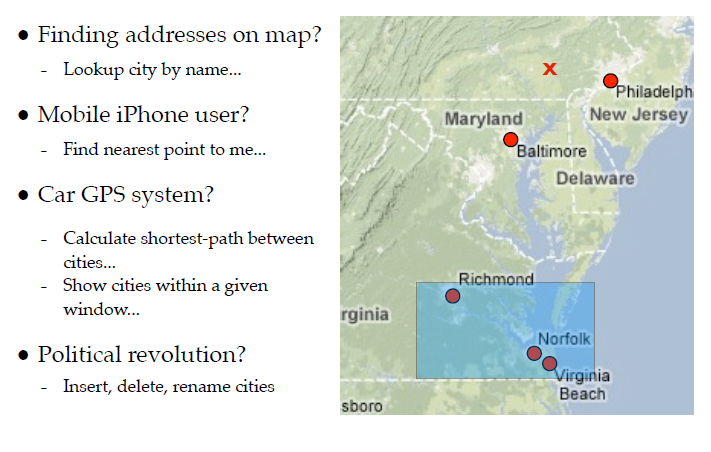 ● Finding addresses on map?
- Lookup city by name...
● Mobile iPhone user?
- Find nearest point to me...
● Car GPS system?
- Calculate shortest-path between
cities...
- Show cities within a given
window...
● Political revolution?
- Insert, delete, rename cities
x
Philadelph
Maryland
New Jersey
Baltimore
Delaware
Richmond
rginia
Norfolk
Virginia
Beach
sboro